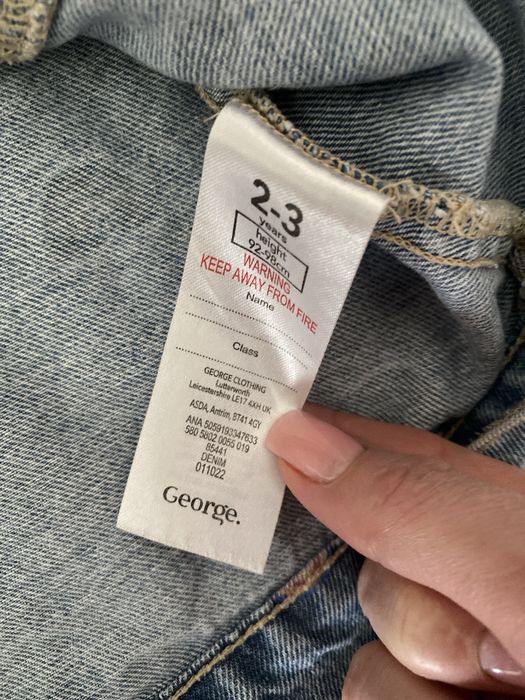 2-3
years
height
92-98cm
WARNING
KEEP AWAY FROM FIRE
Name
Class
GEORGE CLOTHING
Lutterworth
Leicestershire LE17 4XH UK
ASDA, Antrim, BT41 4GY
ANA 5059193347633
580 5802 0055 019
85441
DENIM
011022
George.